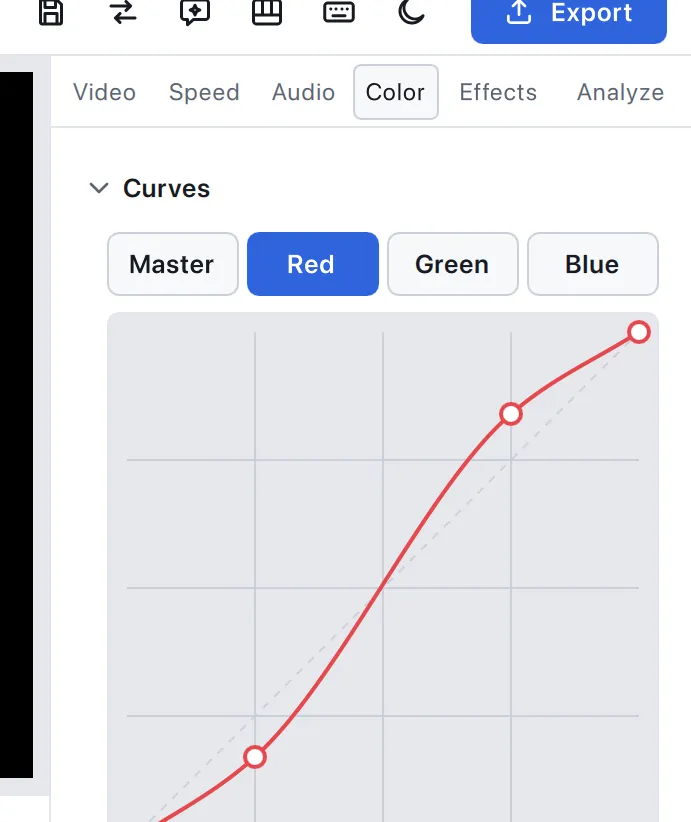 Export
Video Speed Audio Color Effects Analyze
Curves
Master Red Green Blue